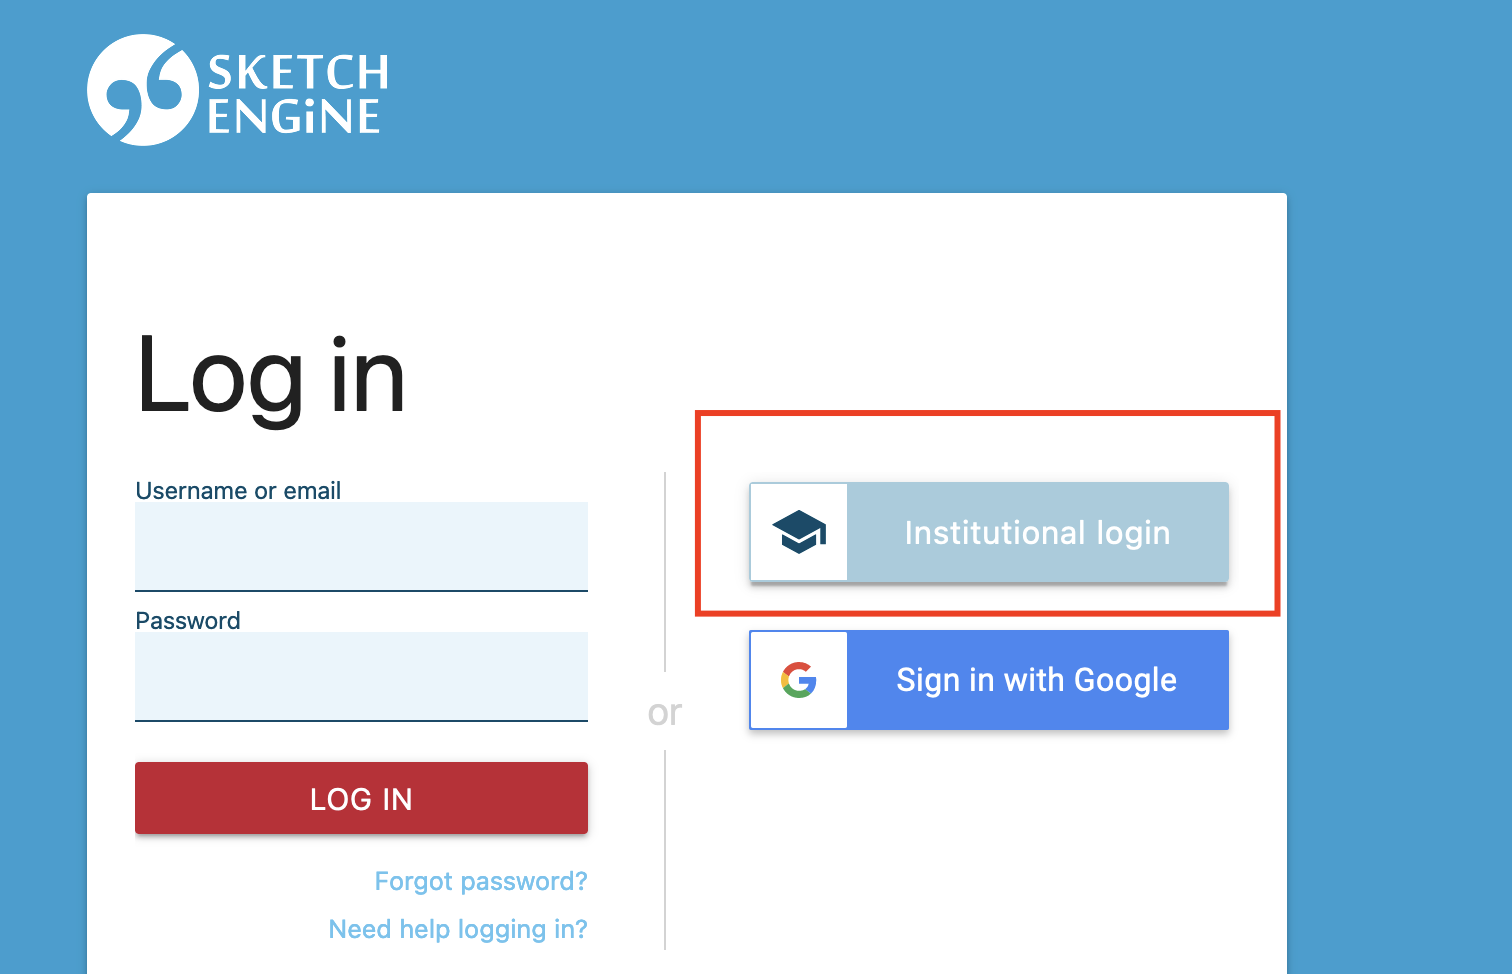 SKETCH
ENGiNE
Log in
Username or email
Password
LOG IN
Forgot password?
Need help logging in?
or
Institutional login
Sign in with Google